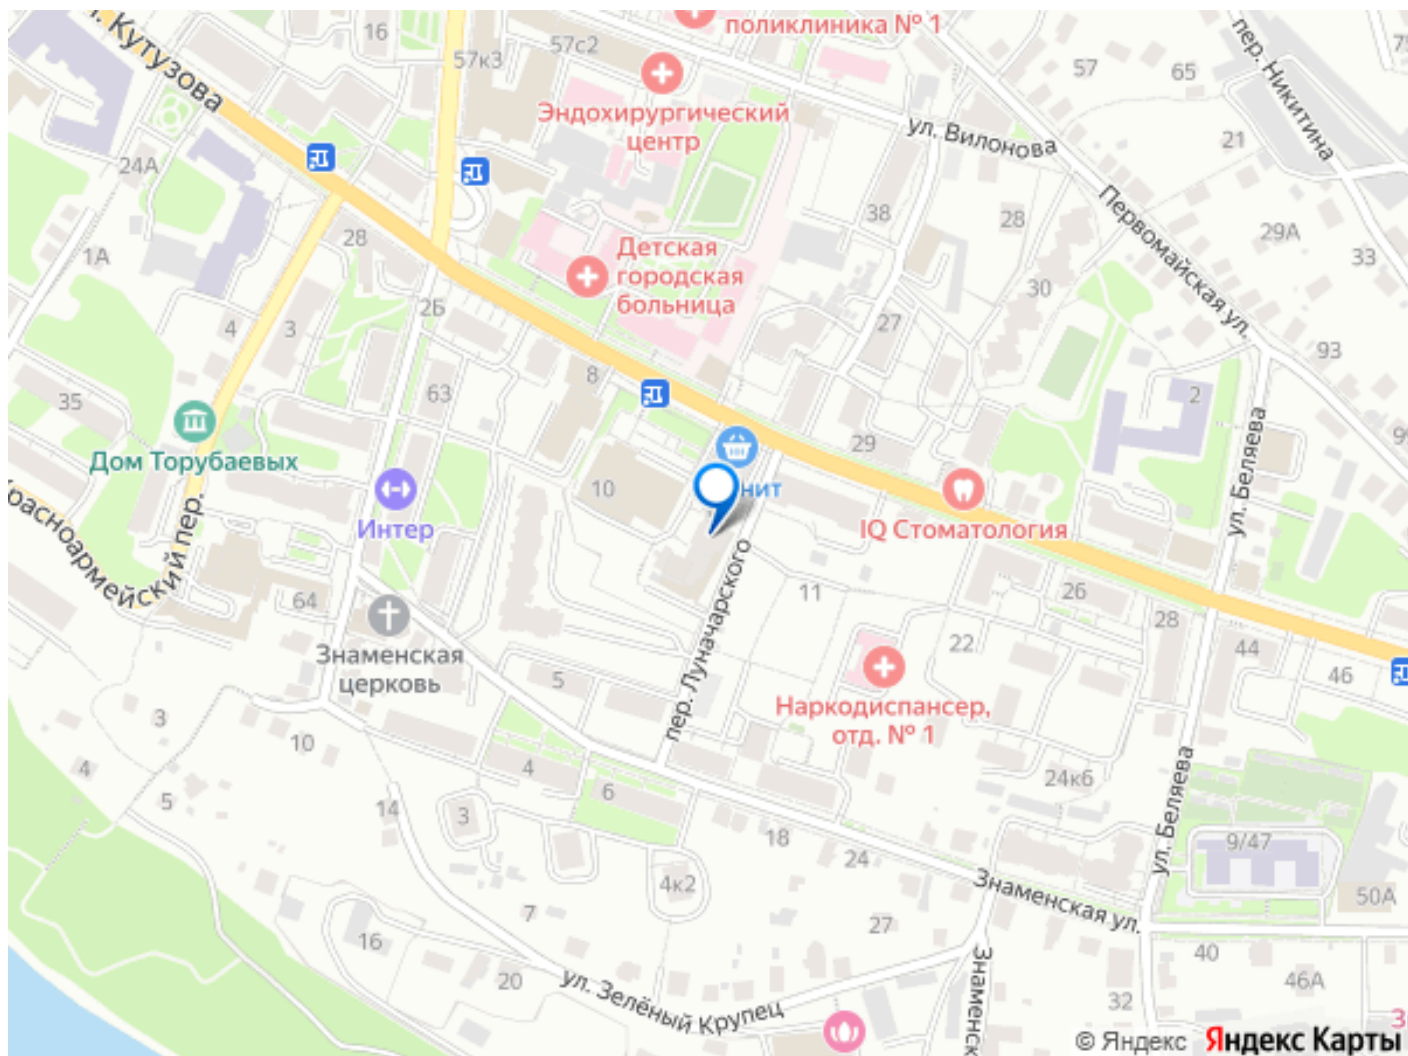 поликлиника № 1
16
57с2
57к3
л. Кутузова
Эндохирургический
центр
57
65
пер. Никитина
21
ул. Вилонова
24А
Первомайская ул.
38
28
29А
33
1А
28
Детская
городская
больница
30
2Б
4
3
27
93
8
63
2
35
29
Дом Торубаевых
ул. Беляева
10
нит
IQ Стоматология
Интер
Красноармейский пер.
пер. Луначарского
11
26
64
28
22
44
46
Знаменская
церковь
5
Наркодиспансер,
отд. № 1
3
10
4
4
24к6
5
14
6
3
18
24
ул. Беляева
9/47
4к2
Знаменская ул.
50А
7
27
16
20
40
46А
ул. Зелёный Крупец
Знаменск
32
3
© Яндекс Яндекс Карты